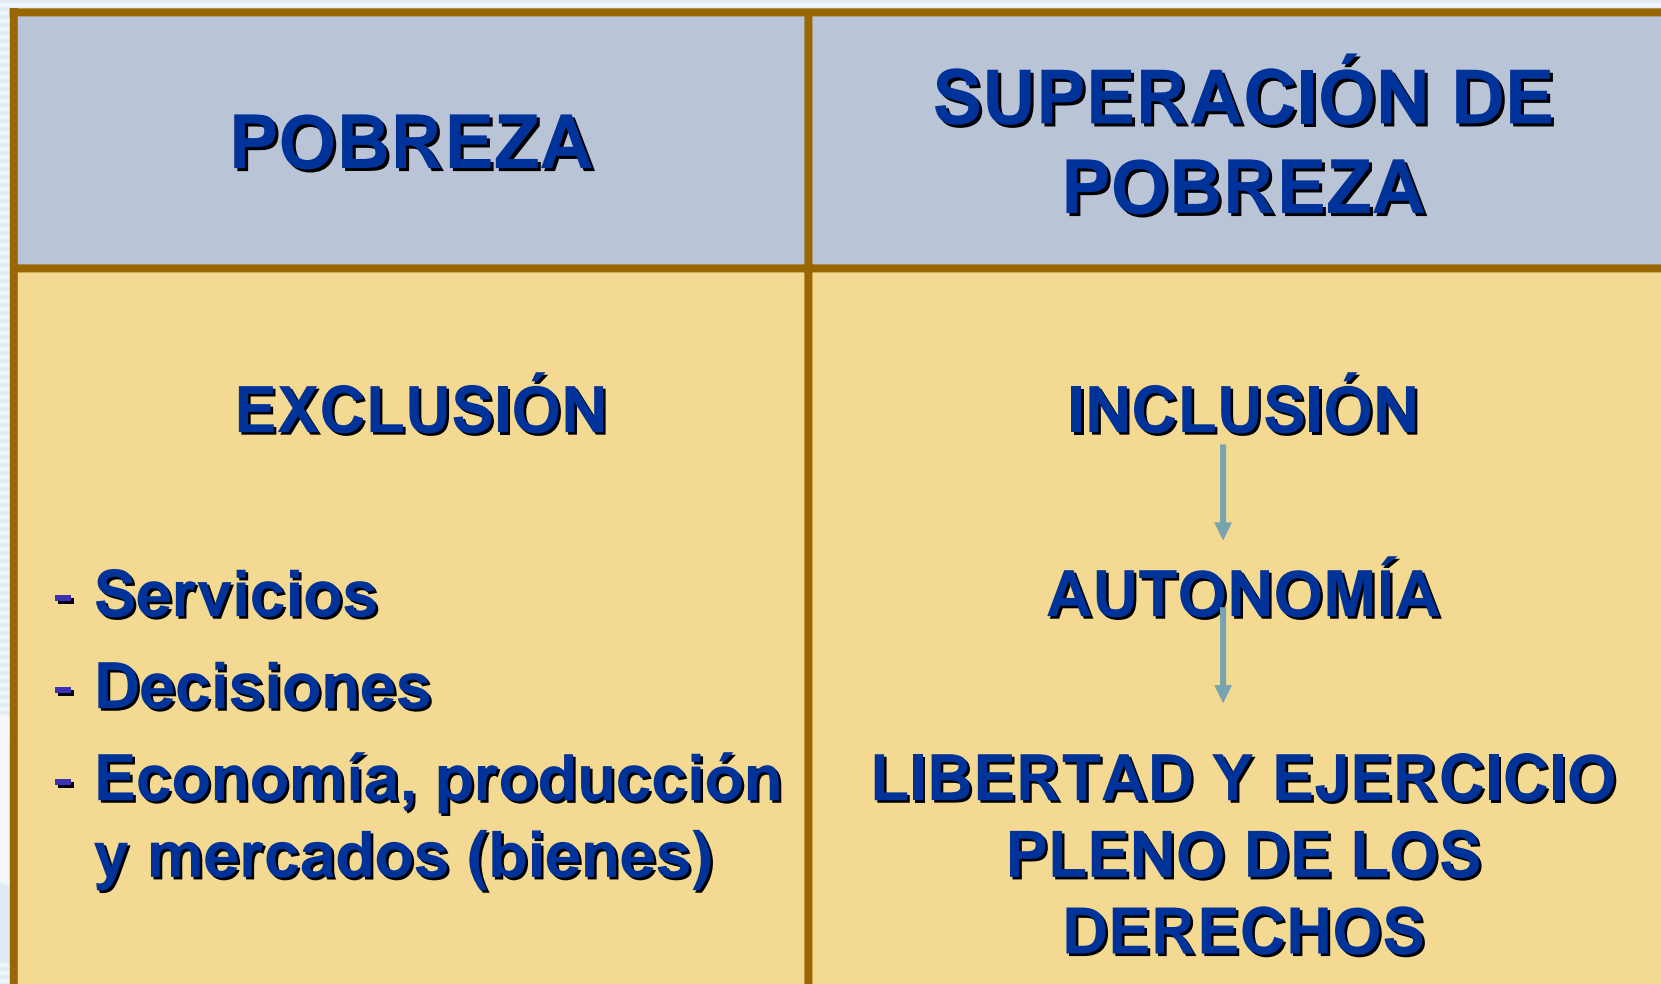 POBREZA
SUPERACIÓN DE
POBREZA
EXCLUSIÓN
- Servicios
- Decisiones
- Economía, producción
y mercados (bienes)
INCLUSIÓN
AUTONOMÍA
LIBERTAD Y EJERCICIO
PLENO DE LOS
DERECHOS